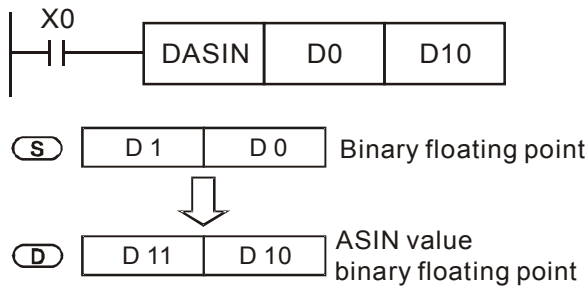 X0
DASIN D0 D10
S D 1 D 0 Binary floating point
D D 11 D 10 ASIN value
binary floating point